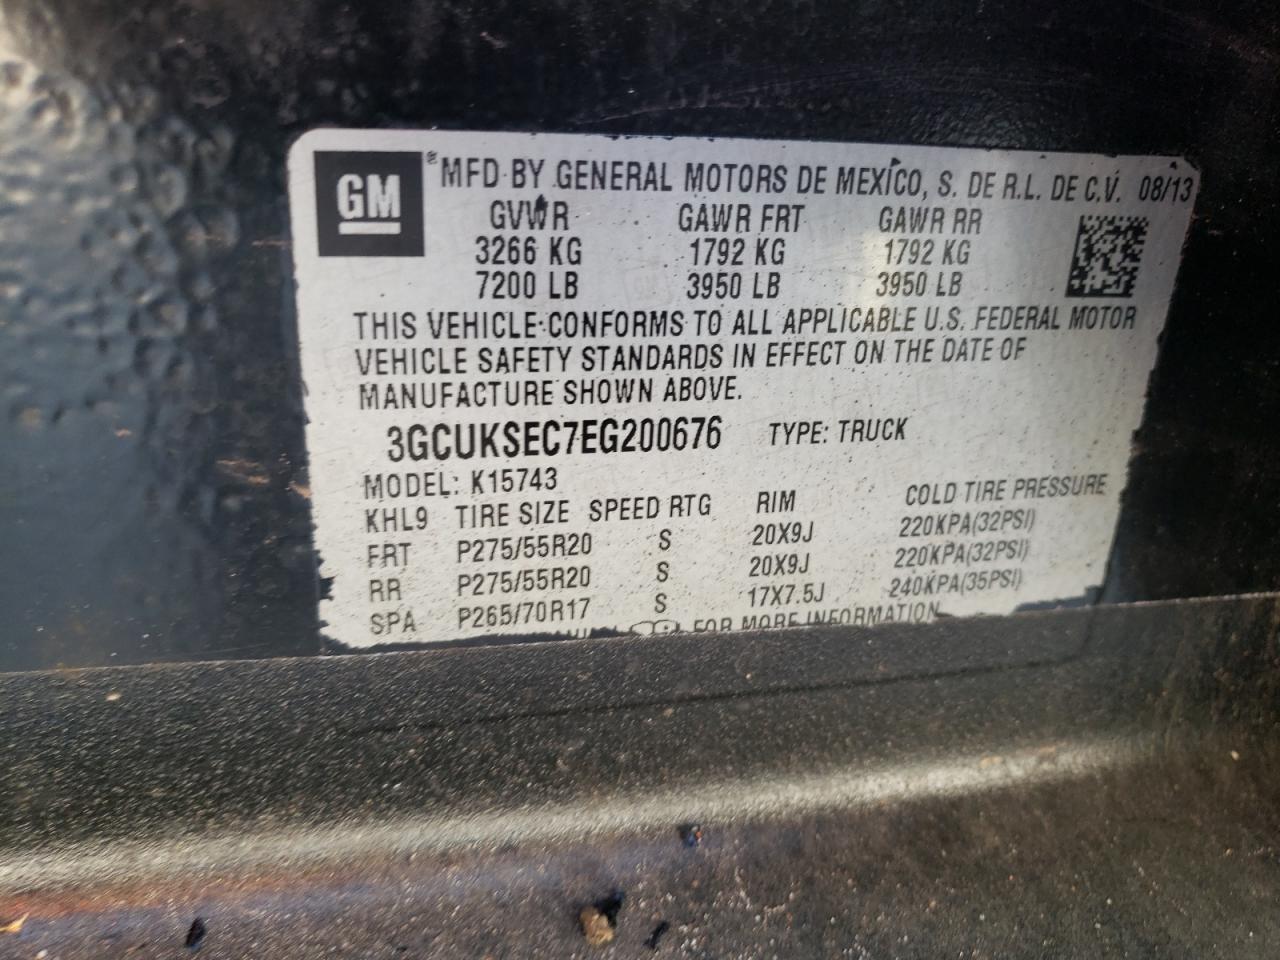 GM ® MFD BY GENERAL MOTORS DE MEXICO, S. DE R.L. DE C.V. 08/13
GVWR GAWR FRT GAWR RR
3266 KG 1792 KG 1792 KG
7200 LB 3950 LB 3950 LB
THIS VEHICLE CONFORMS TO ALL APPLICABLE U.S. FEDERAL MOTOR
VEHICLE SAFETY STANDARDS IN EFFECT ON THE DATE OF
MANUFACTURE SHOWN ABOVE.
3GCUKSEC7EG200676 TYPE: TRUCK
MODEL: K15743
KHL9 TIRE SIZE SPEED RTG RIM COLD TIRE PRESSURE
FRT P275/55R20 S 20X9J 220KPA(32PSI)
RR P275/55R20 S 20X9J 220KPA(32PSI)
SPA P265/70R17 S 17X7.5J 240KPA(35PSI)
FOR MORE INFORMATION